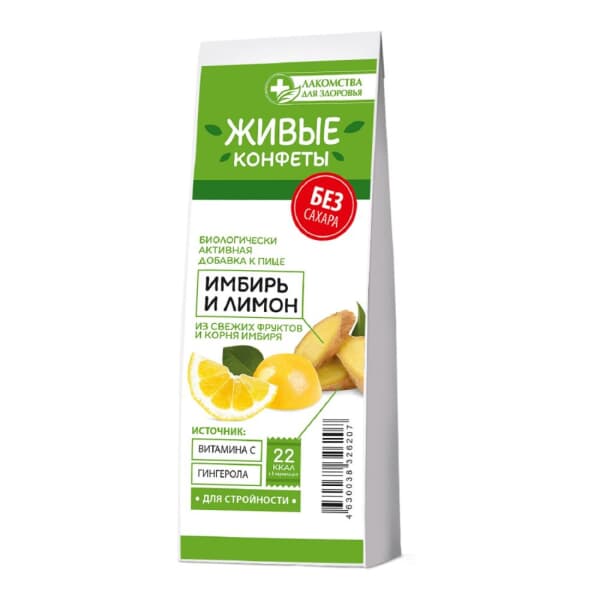 ЛАКОМСТВА
ДЛЯ ЗДОРОВЬЯ
ЖИВЫЕ
КОНФЕТЫ
БЕЗ
САХАРА
БИОЛОГИЧЕСКИ
АКТИВНАЯ
ДОБАВКА К ПИЩЕ
ИМБИРЬ
И ЛИМОН
ИЗ СВЕЖИХ ФРУКТОВ
И КОРНЯ ИМБИРЯ
ИСТОЧНИК:
ВИТАМИНА С
ГИНГЕРОЛА
22
ККАЛ
• ДЛЯ СТРОЙНОСТИ •
4 630038 326207